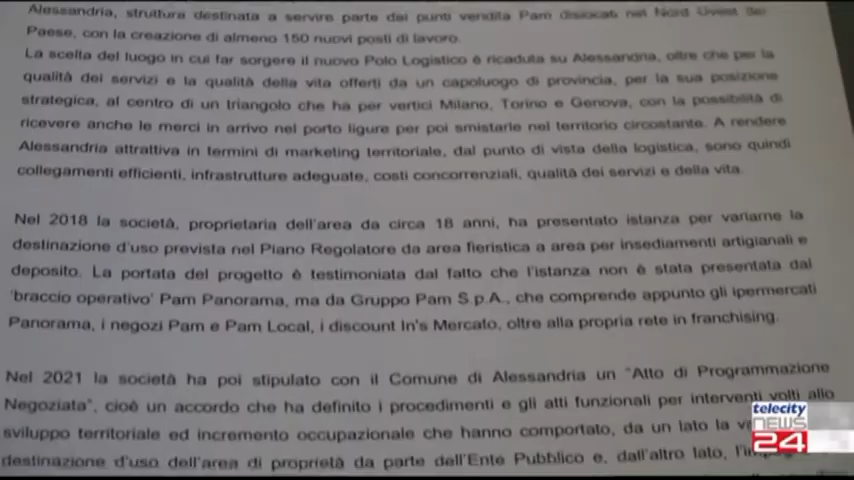 Alessandria, struttura destinata a servire parte dei punti vendita Pam dislocati nel Nord Ovest del
Paese, con la creazione di almeno 150 nuovi posti di lavoro.
La scelta del luogo in cui far sorgere il nuovo Polo Logistico è ricaduta su Alessandria, oltre che per la
qualità dei servizi e la qualità della vita offerti da un capoluogo di provincia, per la sua posizione
strategica, al centro di un triangolo che ha per vertici Milano, Torino e Genova, con la possibilità di
ricevere anche le merci in arrivo nel porto ligure per poi smistarle nel territorio circostante. A rendere
Alessandria attrattiva in termini di marketing territoriale, dal punto di vista della logistica, sono quindi
collegamenti efficienti, infrastrutture adeguate, costi concorrenziali, qualità dei servizi e della vita.
Nel 2018 la società, proprietaria dell'area da circa 18 anni, ha presentato istanza per variarne la
destinazione d'uso prevista nel Piano Regolatore da area fieristica a area per insediamenti artigianali e
deposito. La portata del progetto è testimoniata dal fatto che l'istanza non è stata presentata dal
'braccio operativo' Pam Panorama, ma da Gruppo Pam S.p.A., che comprende appunto gli ipermercati
Panorama, i negozi Pam e Pam Local, i discount In's Mercato, oltre alla propria rete in franchising.
Nel 2021 la società ha poi stipulato con il Comune di Alessandria un "Atto di Programmazione
Negoziata", cioè un accordo che ha definito i procedimenti e gli atti funzionali per interventi volti allo
sviluppo territoriale ed incremento occupazionale che hanno comportato, da un lato la
destinazione d'uso dell'area di proprietà da parte dell'Ente Pubblico e, dall'altro lato,
telecity
NEWS
24